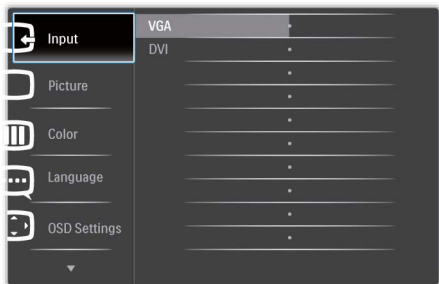 Input
VGA
DVI
Picture
Color
Language
OSD Settings